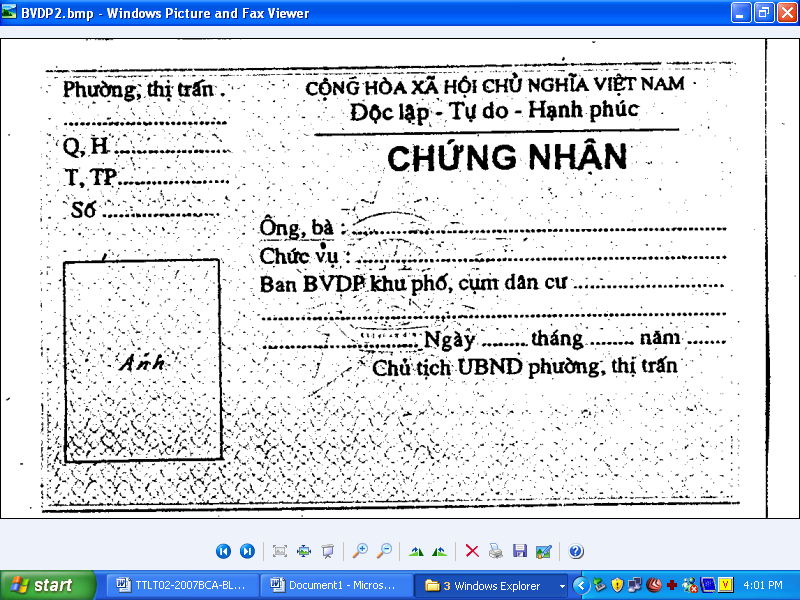 BVDP2.bmp - Windows Picture and Fax Viewer
Phường, thị trấn .
....................................
Q, H .........................
T, TP.........................
Số .........................
Ảnh
CỘNG HÒA XÃ HỘI CHỦ NGHĨA VIỆT NAM
Độc lập - Tự do - Hạnh phúc
CHỨNG NHẬN
Ông, bà : ....................................
Chức vụ : ....................................
Ban BVDP khu phố, cụm dân cư .........................
....................................
......................... Ngày ........ tháng ........ năm .......
Chủ tịch UBND phường, thị trấn
start
TTLT02-2007BCA-BL...
Document1 - Micros...
3 Windows Explorer
V
4:01 PM